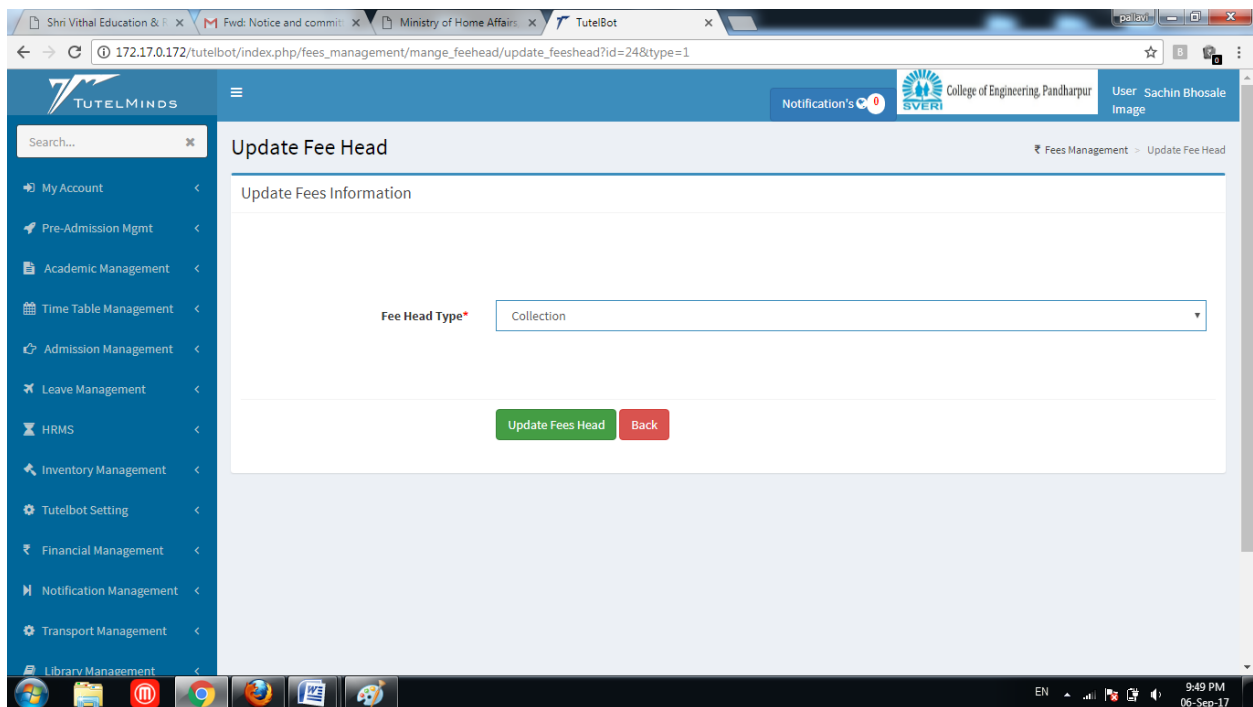 Shri Vithal Education & R
Fwd: Notice and commit
Ministry of Home Affairs
TutelBot
pallavi
172.17.0.172/tutelbot/index.php/fees_management/mange_feehead/update_feeshead?id=24&type=1
TUTELMINDS
Notification's 0
SVERI
College of Engineering, Pandharpur
User Sachin Bhosale
Image
Search...
Update Fee Head
₹ Fees Management > Update Fee Head
Update Fees Information
My Account
Pre-Admission Mgmt
Academic Management
Time Table Management
Fee Head Type*
Collection
Admission Management
Leave Management
HRMS
Update Fees Head
Back
Inventory Management
Tutelbot Setting
₹ Financial Management
Notification Management
Transport Management
Library Management
EN
9:49 PM
06-Sep-17